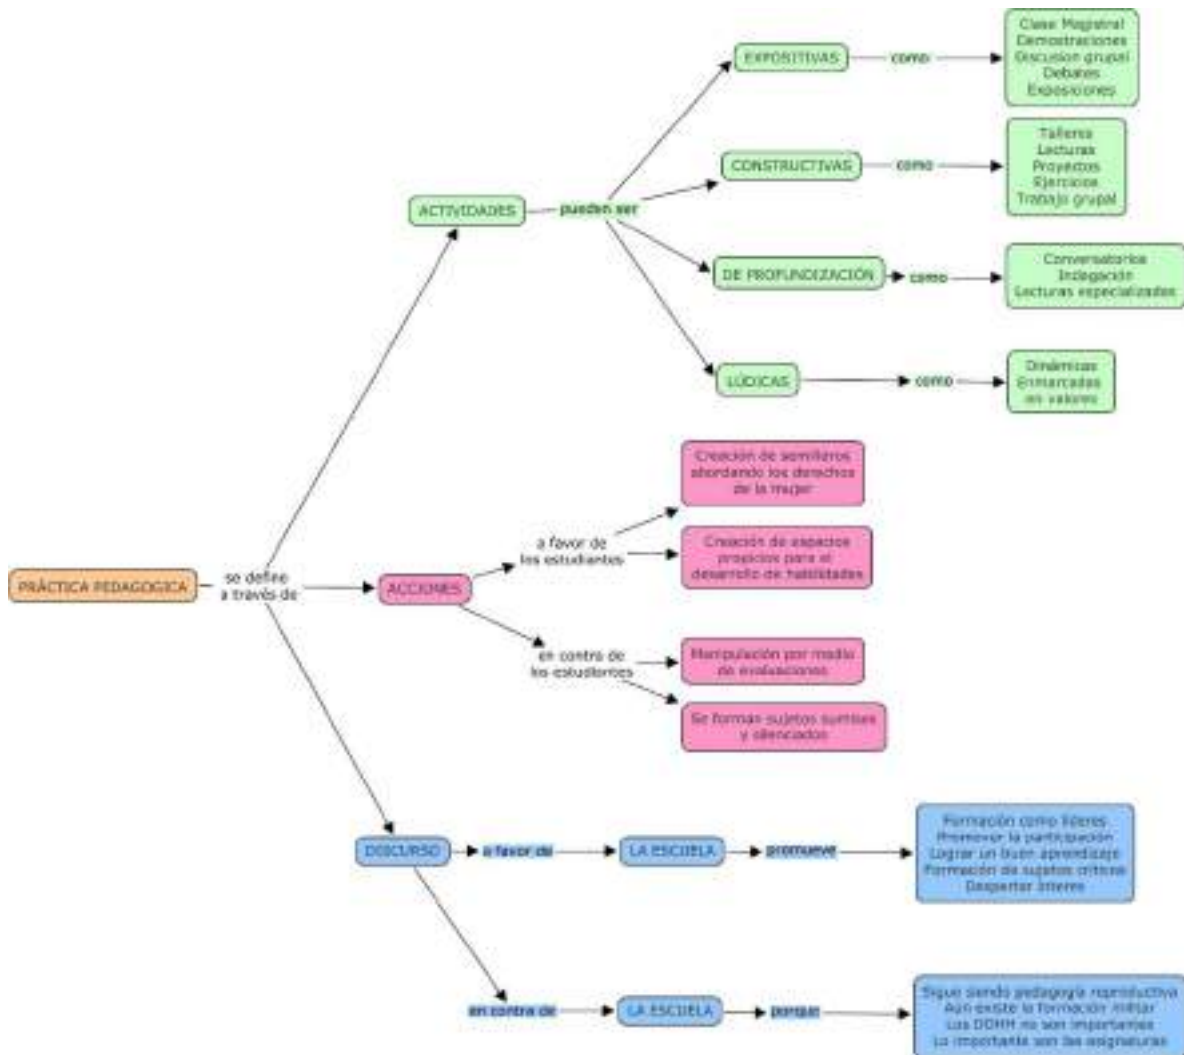 Clase Magistral
Demostraciones
Discusion grupal
Debates
Exposiciones
EXPOSITIVAS
como
Talleres
Lecturas
Proyectos
Ejercicios
Trabajo grupal
CONSTRUCTIVAS
como
ACTIVIDADES
pueden ser
DE PROFUNDIZACIÓN
como
Conversatorios
Indagación
Lecturas especializadas
LÚDICAS
como
Dinámicas
Enmarcadas
en valores
PRÁCTICA PEDAGOGICA
se define
a través de
ACCIONES
a favor de
los estudiantes
Creación de semilleros
abordando los derechos
de la mujer
Creación de espacios
propicios para el
desarrollo de habilidades
en contra de
los estudiantes
Manipulación por medio
de evaluaciones
Se forman sujetos sumisos
y silenciados
DISCURSO
a favor de
LA ESCUELA
promueve
Formación como líderes
Promover la participación
Lograr un buen aprendizaje
Formación de sujetos críticos
Despertar interes
en contra de
LA ESCUELA
porque
Sigue siendo pedagogía reproductiva
Aún existe la formación militar
Los DDHH no son importantes
Lo importante son las asignaturas